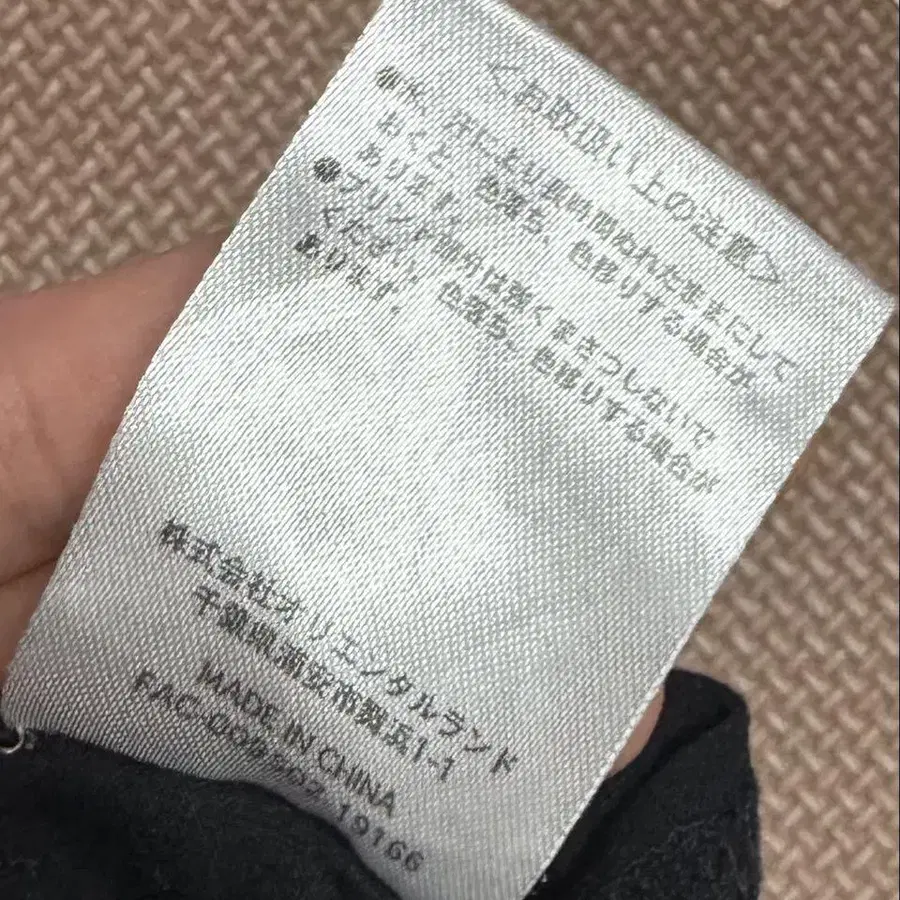 <お取扱い上の注意>
●汗により長時間ぬれたままにして
おくと、色落ち、色移りする場合が
あります。
●プリント部分は強くまさつしないで
ください。色落ち、色移りする場合が
あります。
株式会社オリエンタルランド
千葉県浦安市舞浜1-1
MADE IN CHINA
19166